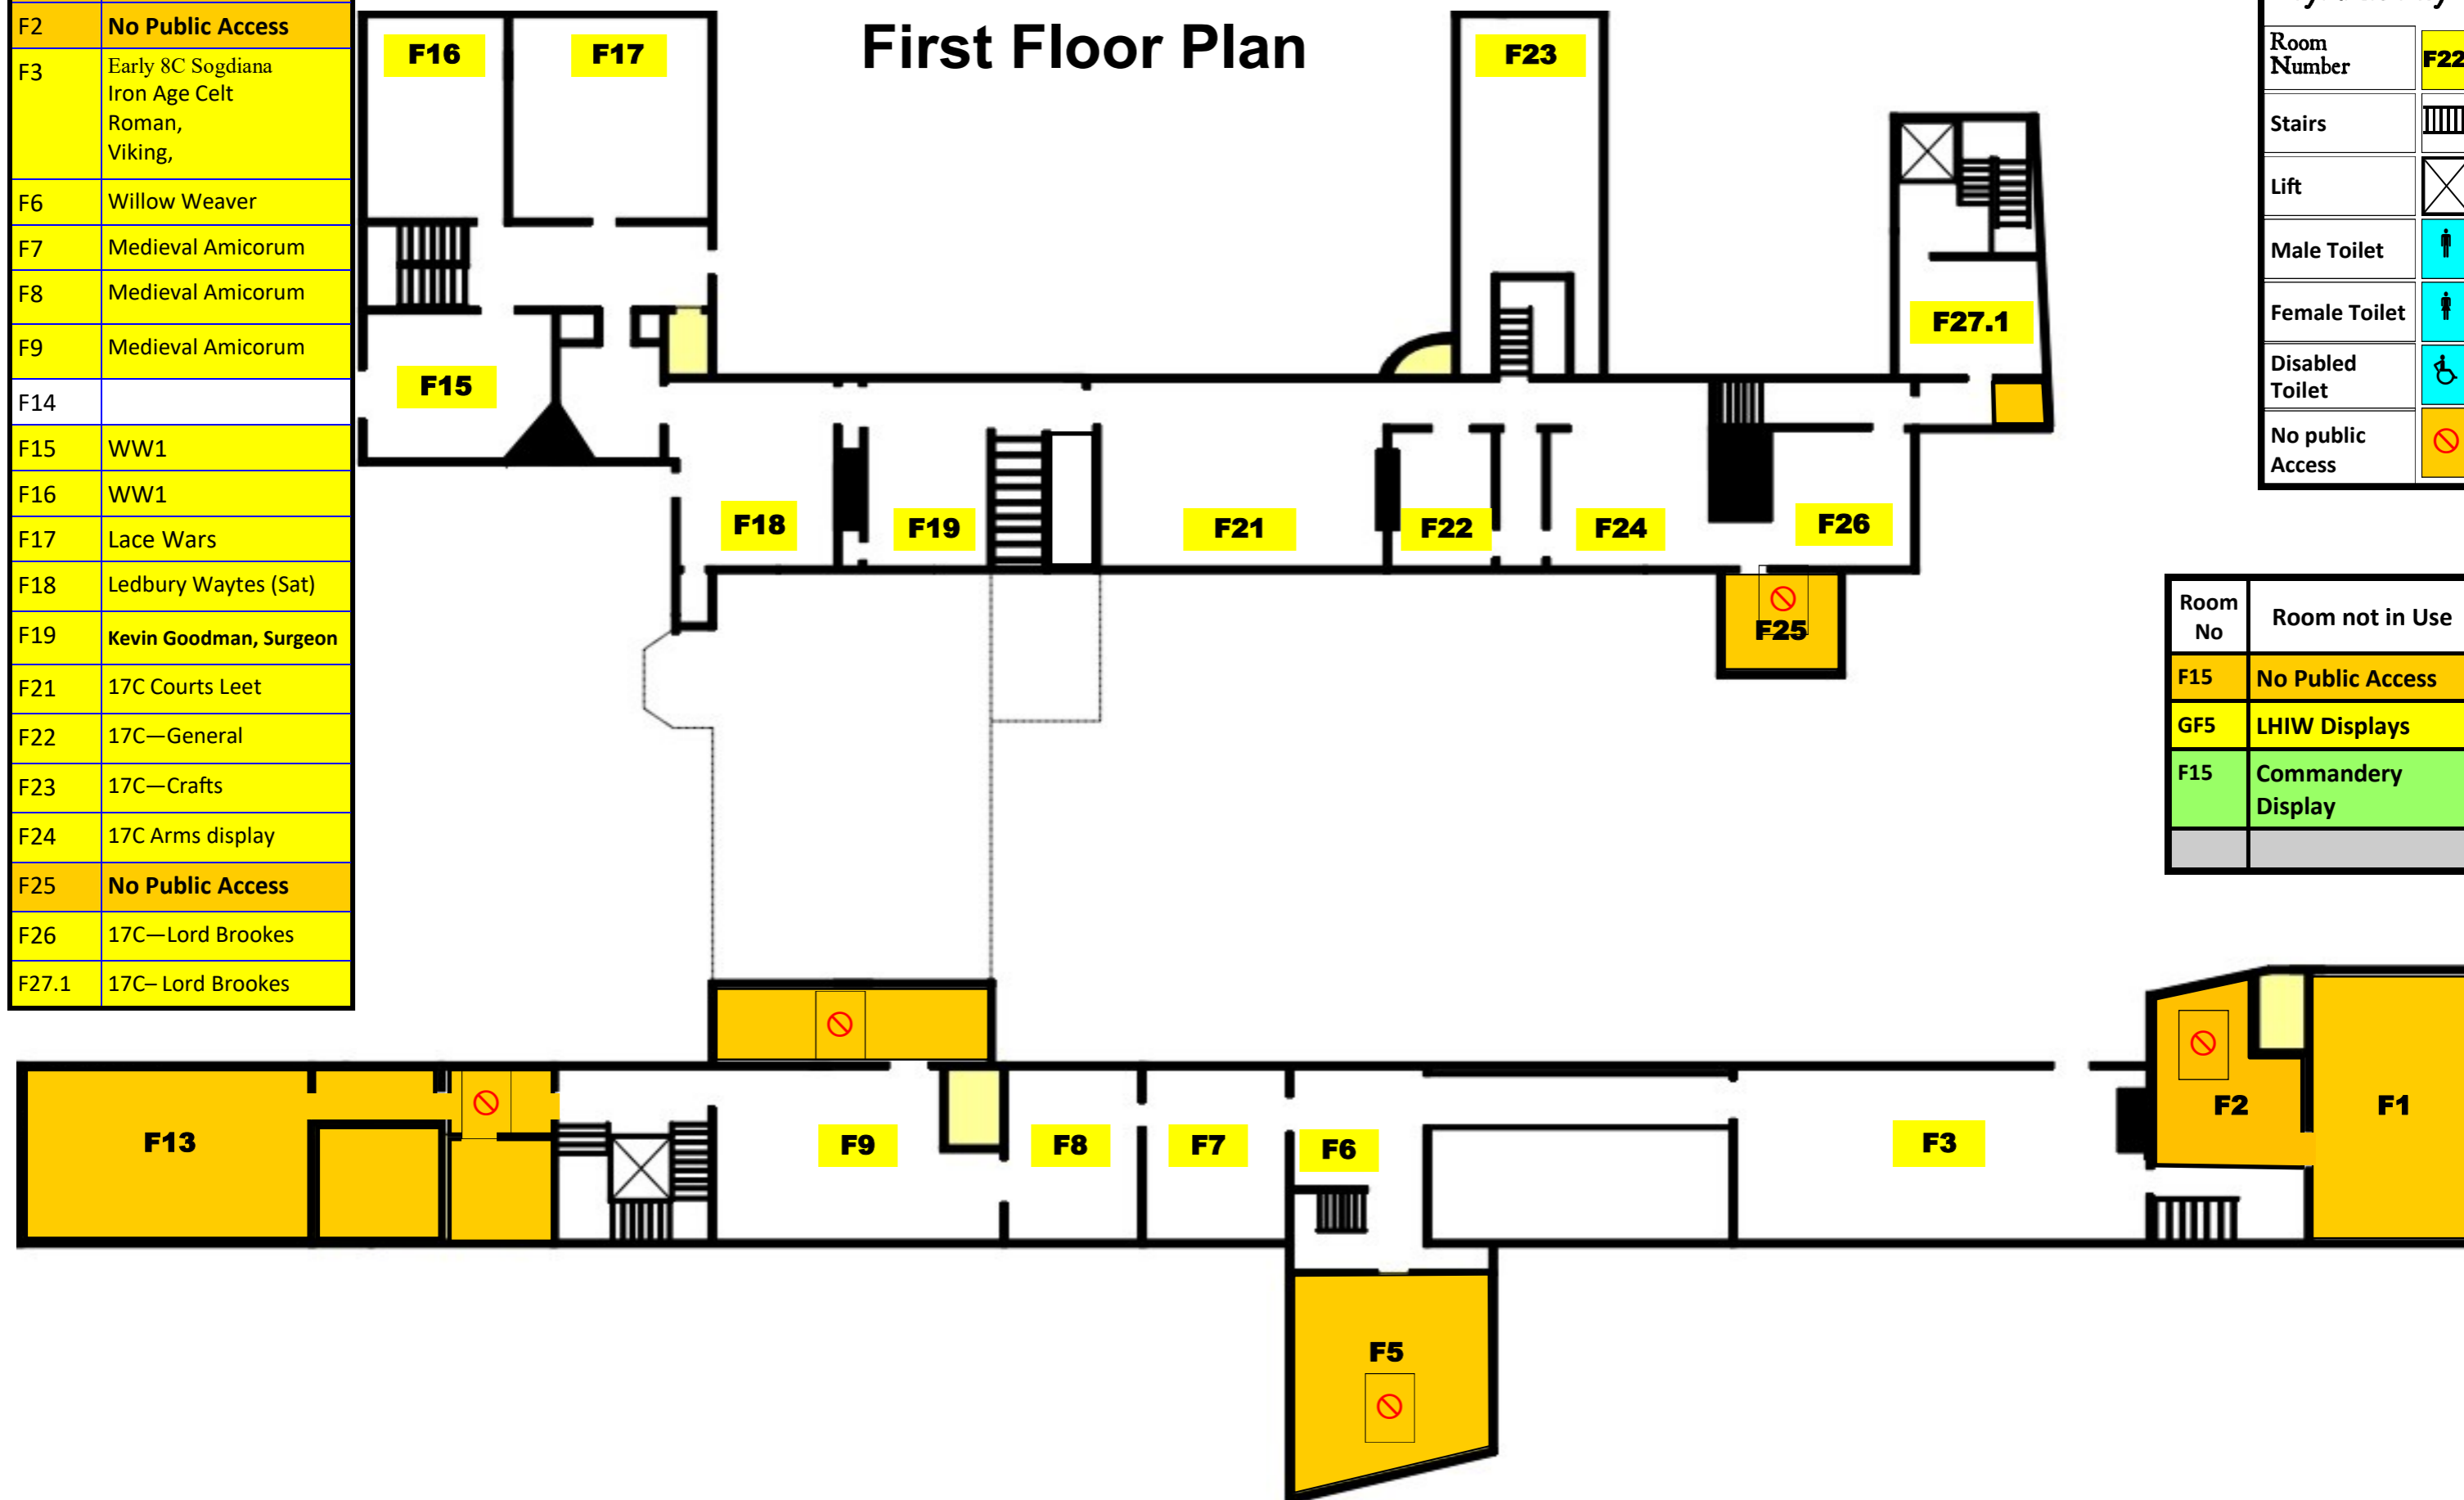 F2 No Public Access
F3 Early 8C Sogdiana
Iron Age Celt
Roman,
Viking,
F6 Willow Weaver
F7 Medieval Amicorum
F8 Medieval Amicorum
F9 Medieval Amicorum
F14
F15 WW1
F16 WW1
F17 Lace Wars
F18 Ledbury Waytes (Sat)
F19 Kevin Goodman, Surgeon
F21 17C Courts Leet
F22 17C—General
F23 17C—Crafts
F24 17C Arms display
F25 No Public Access
F26 17C—Lord Brookes
F27.1 17C– Lord Brookes
First Floor Plan
F16
F17
F23
F27.1
F15
F18
F19
F21
F22
F24
F26
F25
Room
Number
F22
Stairs
Lift
Male Toilet
Female Toilet
Disabled
Toilet
No public
Access
Room
No
Room not in Use
F15 No Public Access
GF5 LHIW Displays
F15 Commandery
Display
F13
F9
F8
F7
F6
F3
F2
F1
F5